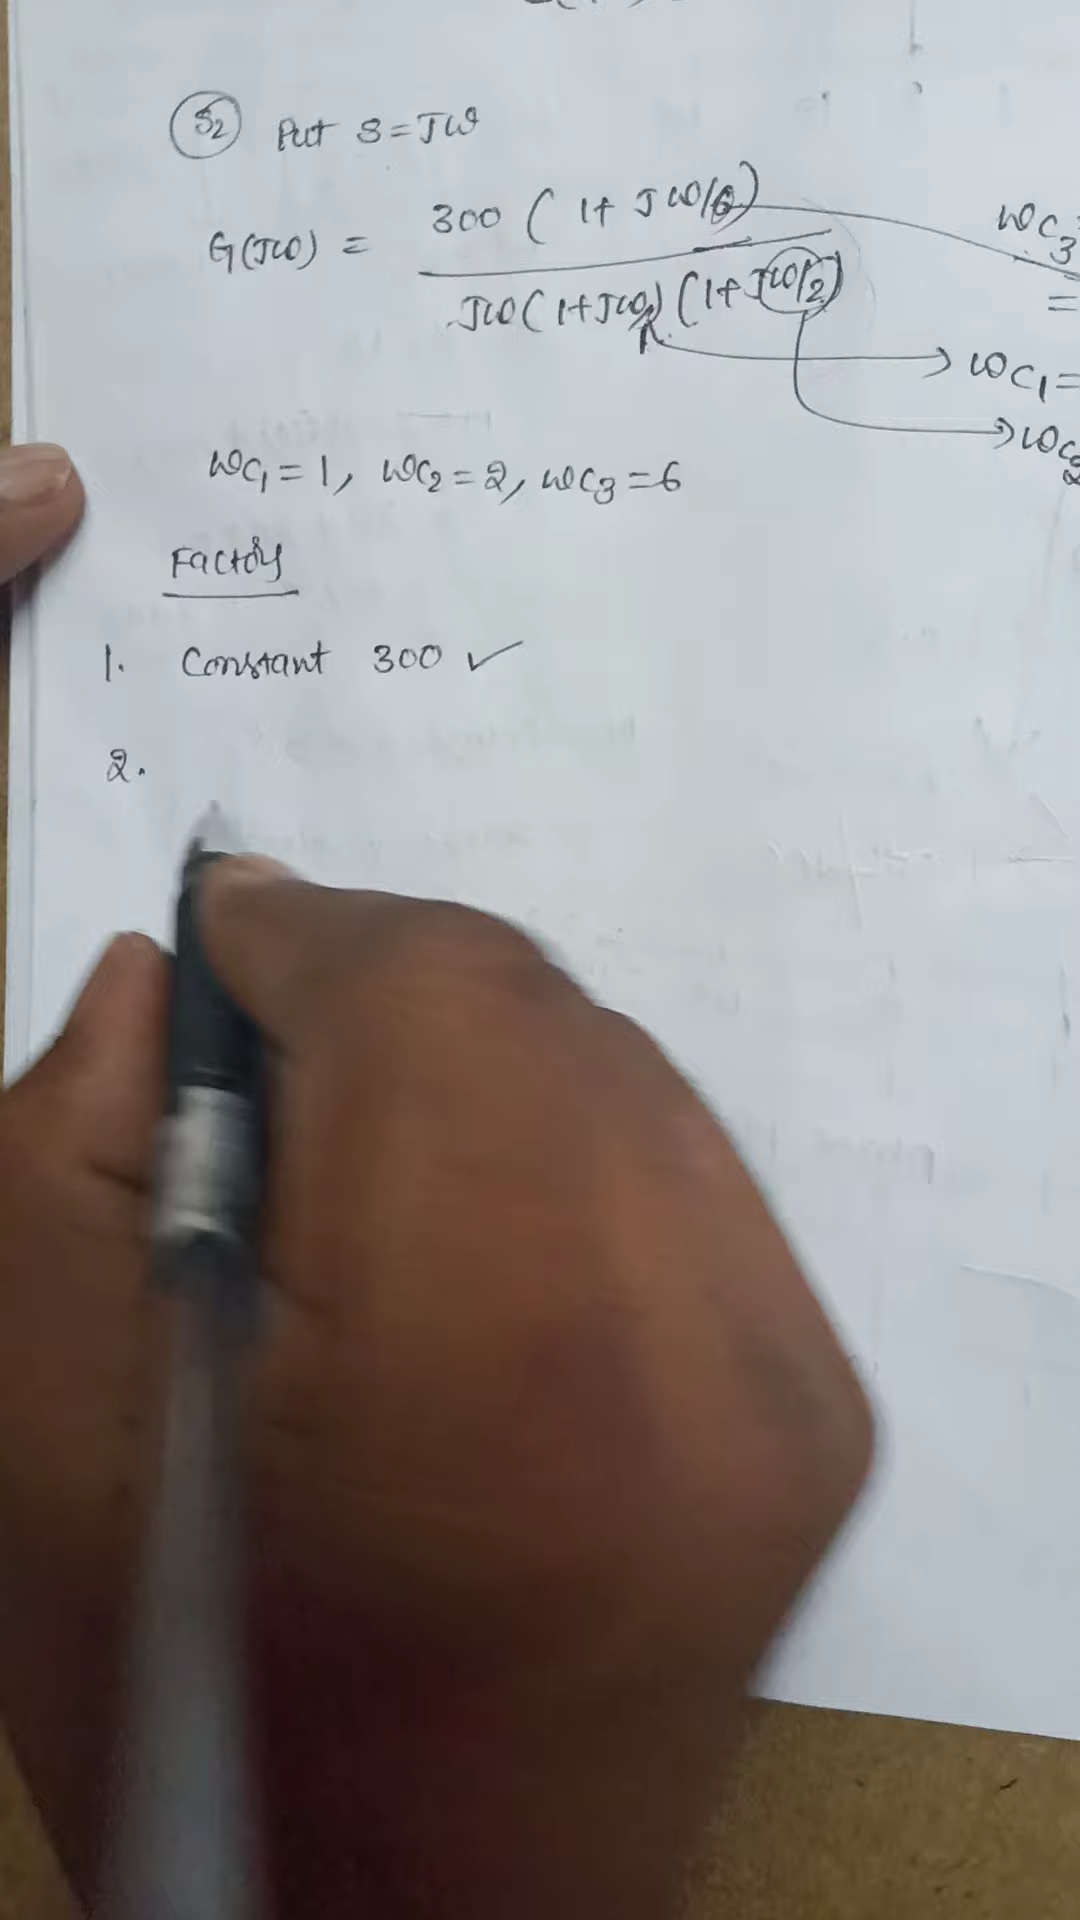 S2 Put S=Jω
G(Jω) = 300 (1+Jω/6) / Jω(1+Jω)(1+Jω/2)
ωC3 =
ωC1=
ωC2
ωC1=1, ωC2=2, ωC3=6
Factors
1. Constant 300 ✓
2.